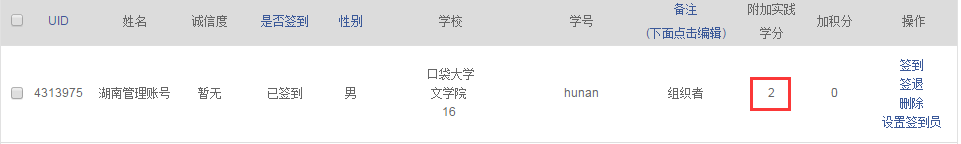 UID 姓名 诚信度 是否签到 性别 学校 学号 备注 附加实践 加积分 操作
(下面点击编辑) 学分
4313975 湖南管理账号 暂无 已签到 男 口袋大学 hunan 组织者 2 0 签到
文学院 签退
16 删除
设置签到员